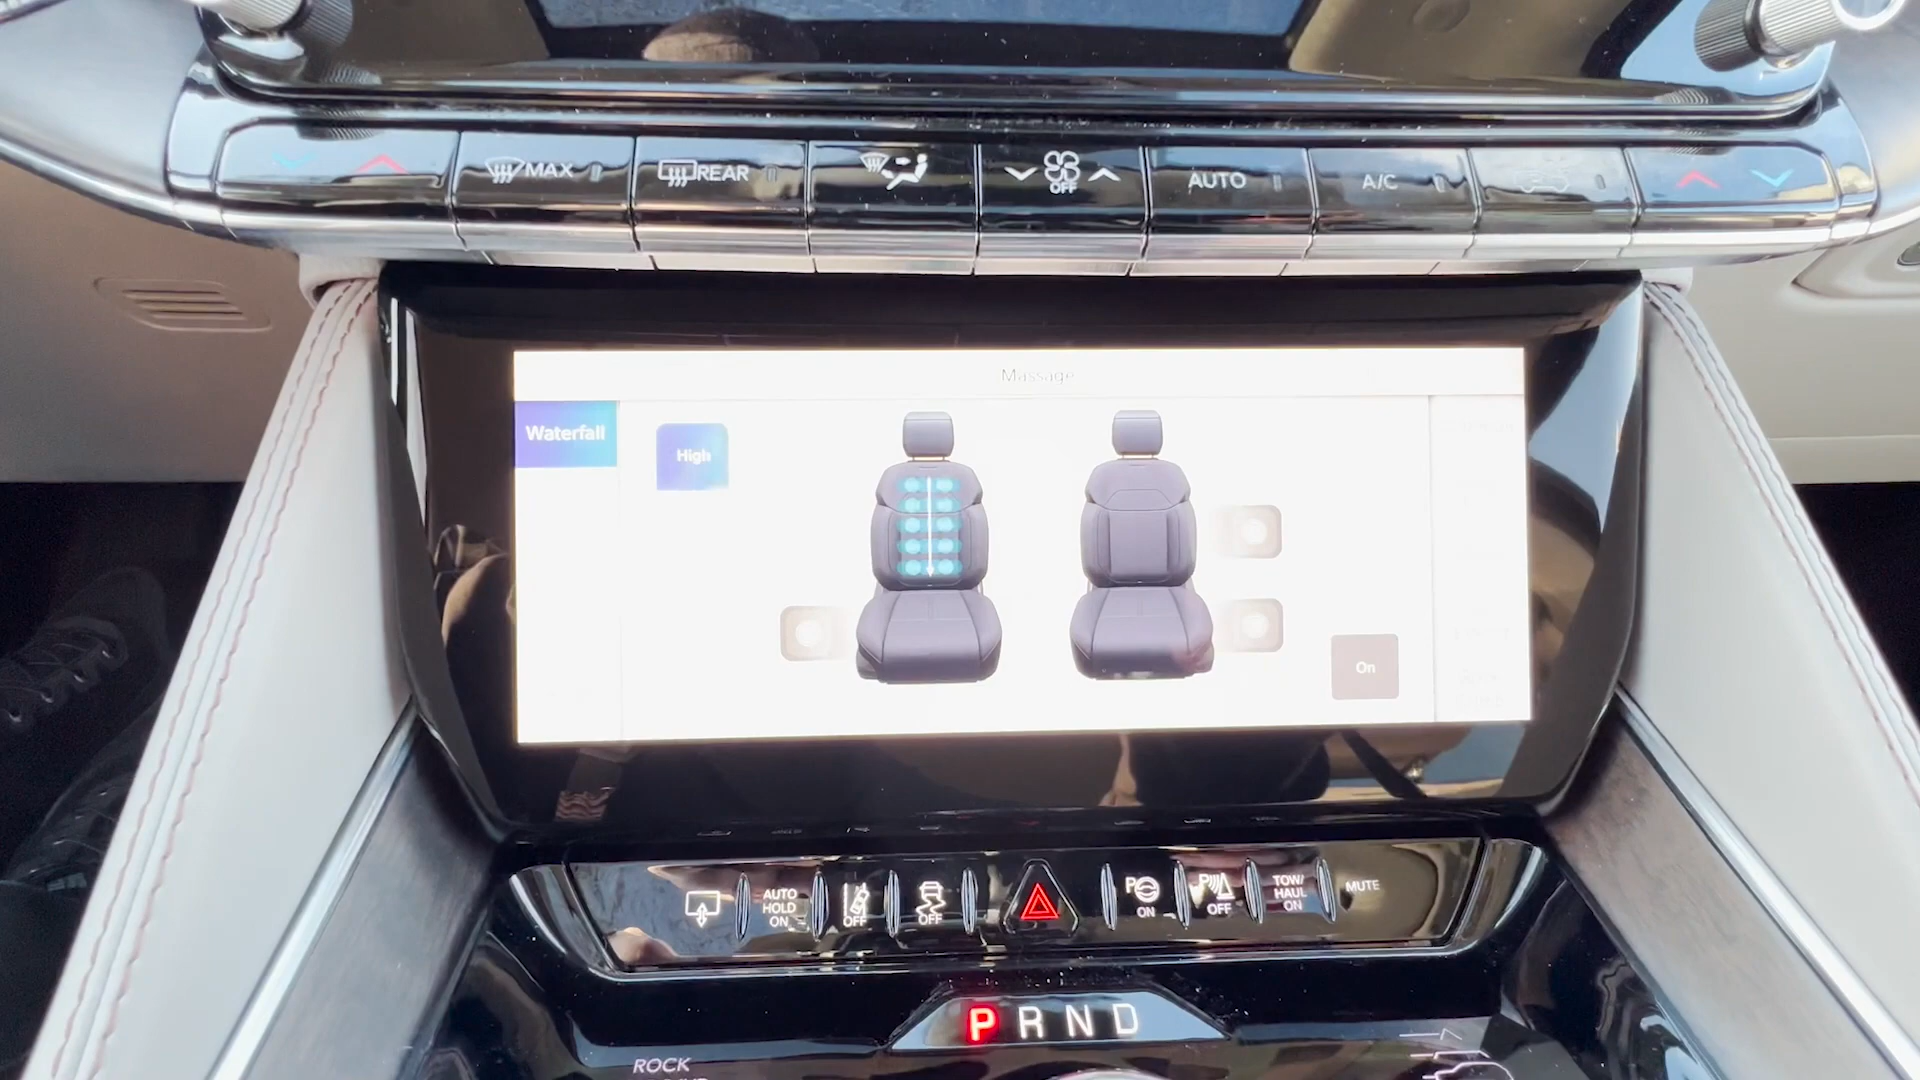 MAX
REAR
OFF
AUTO
A/C
Massage
Waterfall
High
On
AUTO
HOLD
ON
OFF
OFF
P
ON
P
OFF
TOW/
HAUL
ON
MUTE
P R N D
ROCK